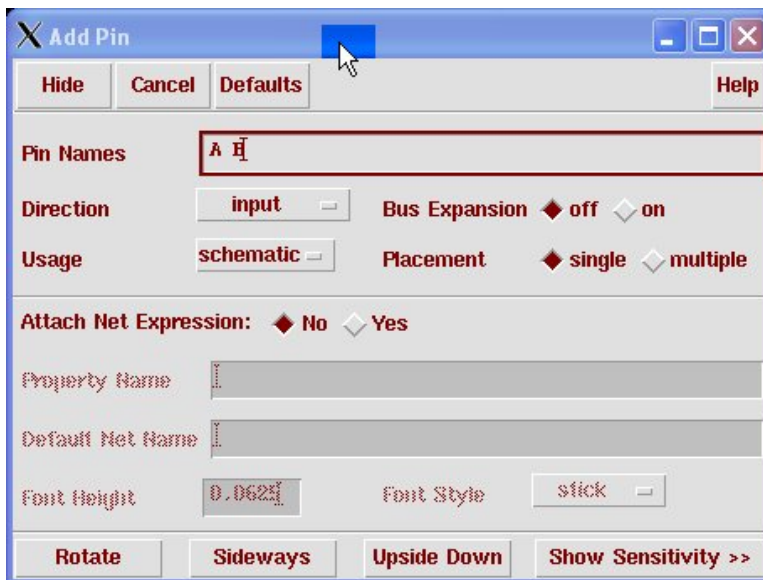 Add Pin
Hide Cancel Defaults Help
Pin Names A B
Direction input Bus Expansion off on
Usage schematic Placement single multiple
Attach Net Expression: No Yes
Property Name
Default Net Name
Font Height 0.0625 Font Style stick
Rotate Sideways Upside Down Show Sensitivity >>